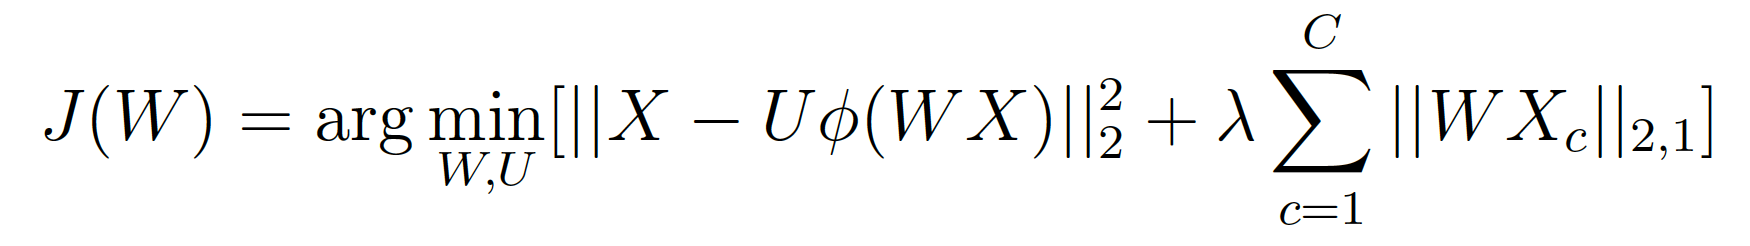 J(W) = arg min_{W,U} [||X − Uϕ(WX)||_2^2 + λ ∑_{c=1}^{C} ||WX_c||_{2,1}]